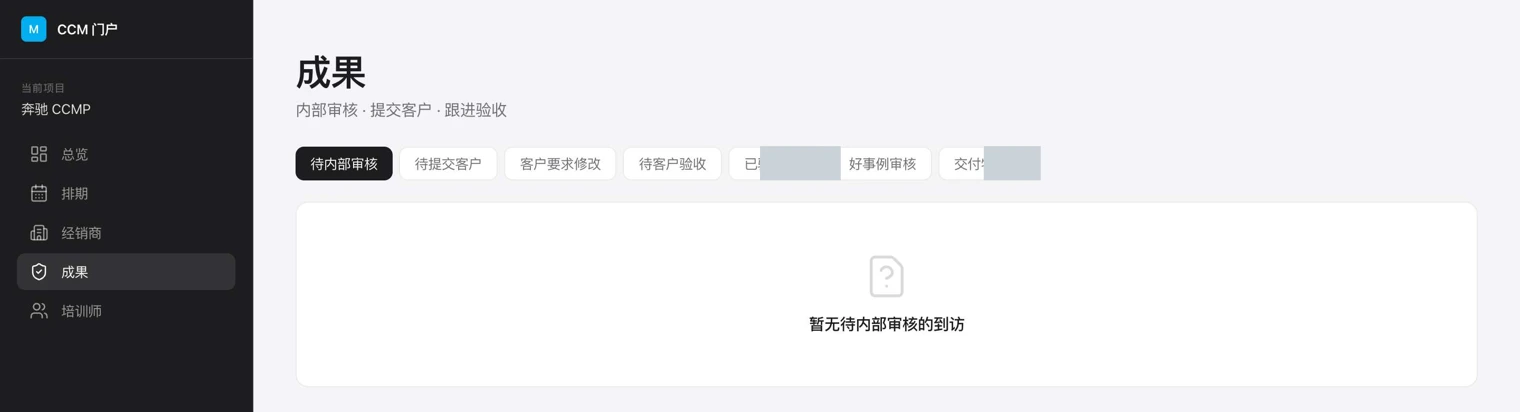 M CCM 门户
当前项目
奔驰 CCMP
总览
排期
经销商
成果
培训师
成果
内部审核 · 提交客户 · 跟进验收
待内部审核 待提交客户 客户要求修改 待客户验收 已 好事例审核 交付
暂无待内部审核的到访